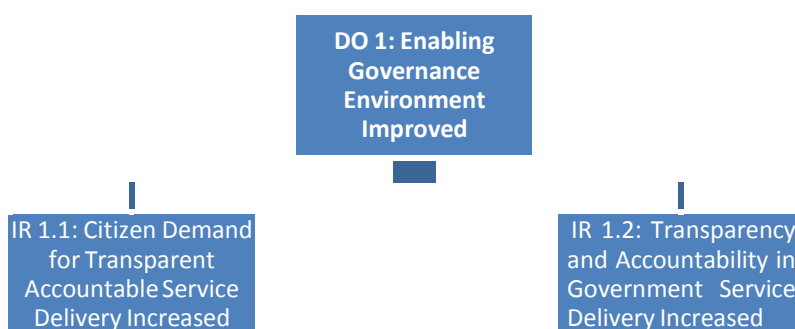 DO 1: Enabling
Governance
Environment
Improved
IR 1.1: Citizen Demand
for Transparent
Accountable Service
Delivery Increased
IR 1.2: Transparency
and Accountability in
Government Service
Delivery Increased